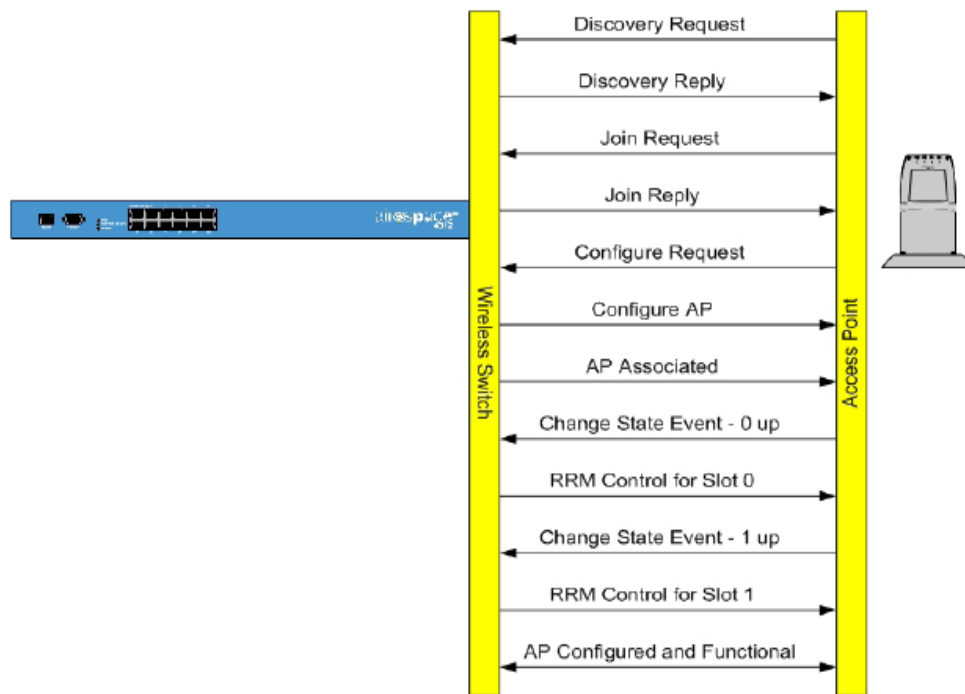 Discovery Request
Discovery Reply
Join Request
Join Reply
Configure Request
Configure AP
AP Associated
Change State Event - 0 up
RRM Control for Slot 0
Change State Event - 1 up
RRM Control for Slot 1
AP Configured and Functional
Wireless Switch
Access Point